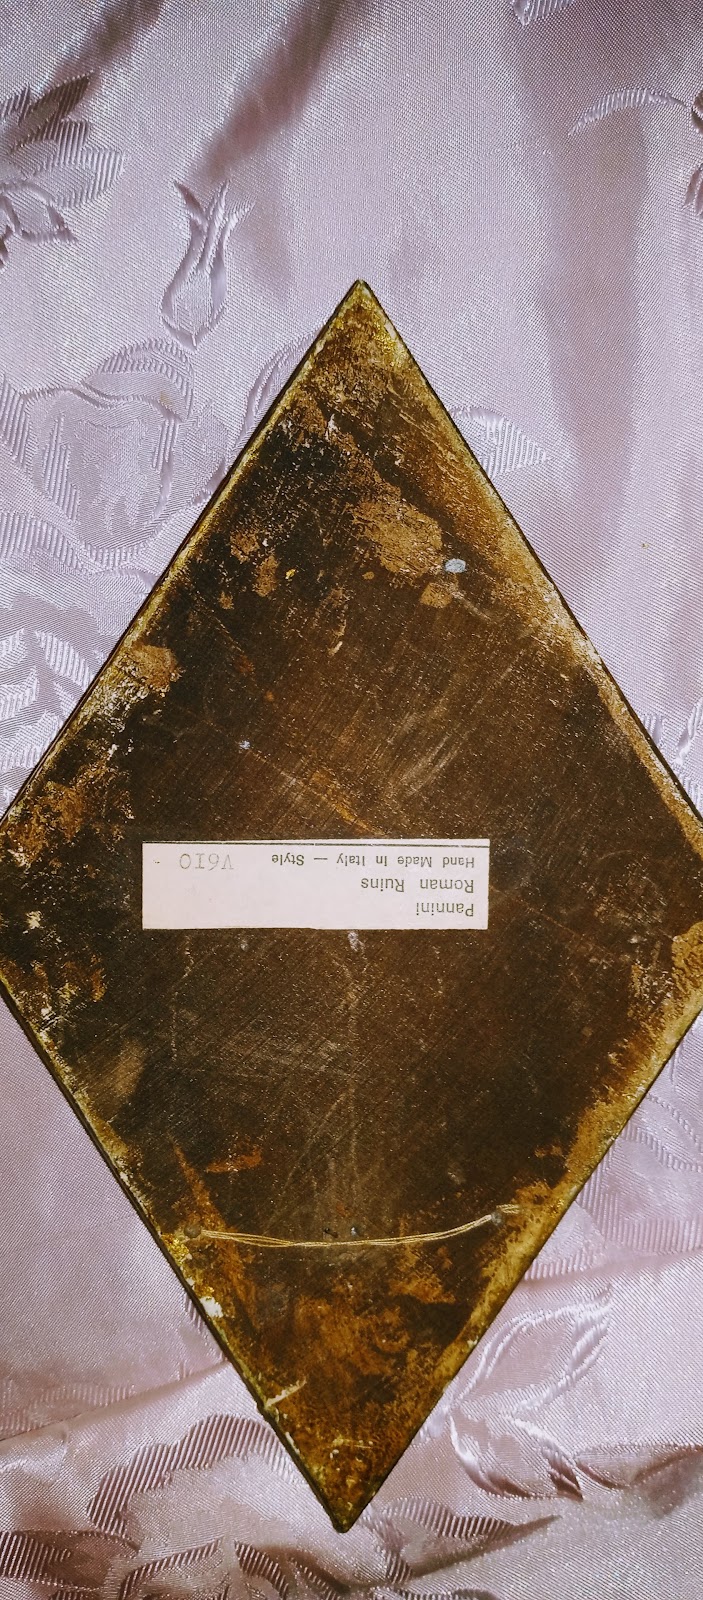 Pannini
Roman Ruins
Hand Made In Italy — Style V610